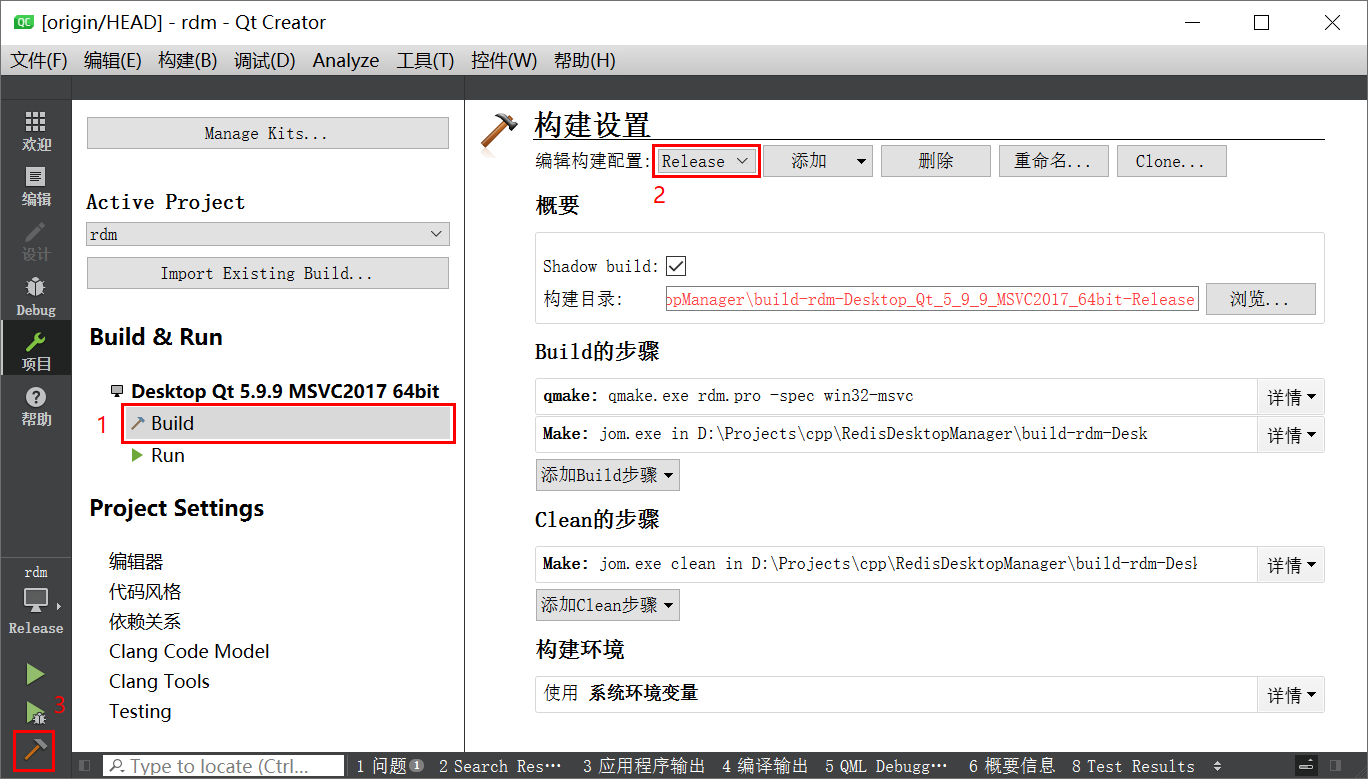 QC [origin/HEAD] - rdm - Qt Creator
文件(F) 编辑(E) 构建(B) 调试(D) Analyze 工具(T) 控件(W) 帮助(H)
欢迎
编辑
设计
Debug
项目
帮助
rdm
Release
3
Manage Kits...
Active Project
rdm
Import Existing Build...
Build & Run
Desktop Qt 5.9.9 MSVC2017 64bit
1 Build
Run
Project Settings
编辑器
代码风格
依赖关系
Clang Code Model
Clang Tools
Testing
构建设置
编辑构建配置: Release 添加 删除 重命名... Clone...
2
概要
Shadow build:
构建目录: opManager\build-rdm-Desktop_Qt_5_9_9_MSVC2017_64bit-Release 浏览...
Build的步骤
qmake: qmake.exe rdm.pro -spec win32-msvc 详情
Make: jom.exe in D:\Projects\cpp\RedisDesktopManager\build-rdm-Desk 详情
添加Build步骤
Clean的步骤
Make: jom.exe clean in D:\Projects\cpp\RedisDesktopManager\build-rdm-Desk 详情
添加Clean步骤
构建环境
使用 系统环境变量 详情
Type to locate (Ctrl... 1 问题 1 2 Search Res… 3 应用程序输出 4 编译输出 5 QML Debugg… 6 概要信息 8 Test Results